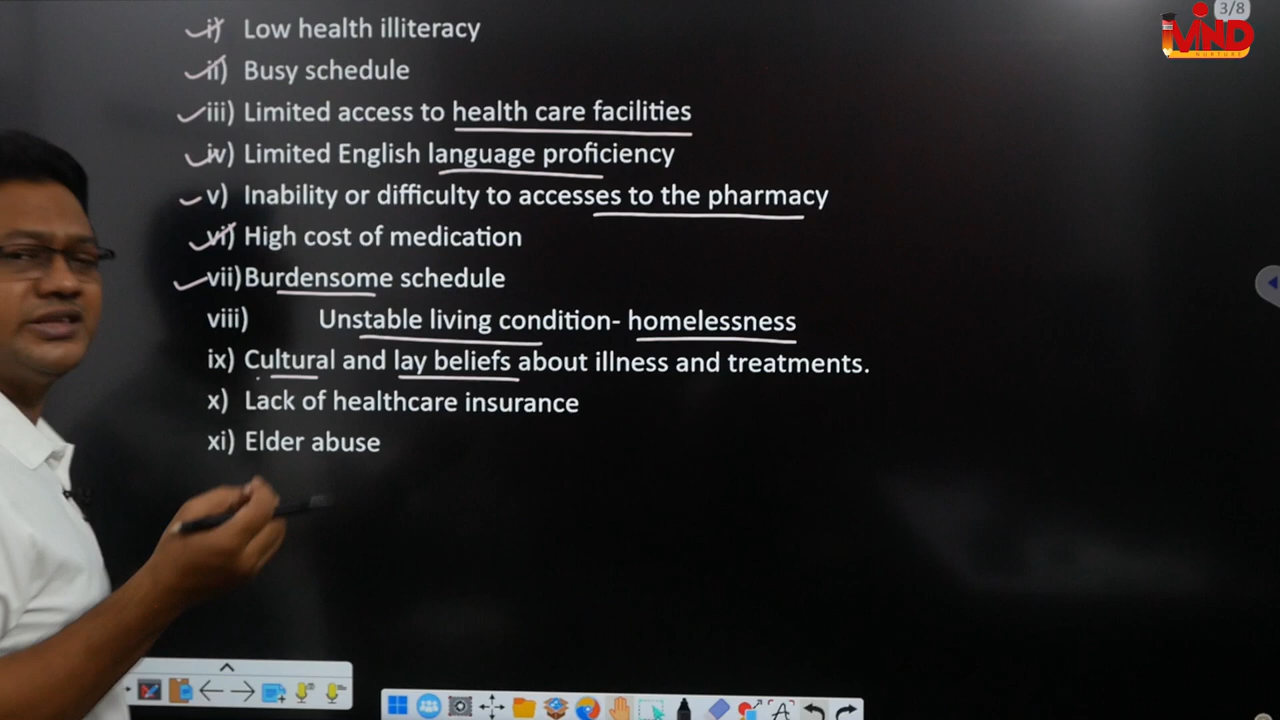 3/8
MIND
NURTURE
i) Low health illiteracy
ii) Busy schedule
iii) Limited access to health care facilities
iv) Limited English language proficiency
v) Inability or difficulty to accesses to the pharmacy
vi) High cost of medication
vii) Burdensome schedule
viii) Unstable living condition- homelessness
ix) Cultural and lay beliefs about illness and treatments.
x) Lack of healthcare insurance
xi) Elder abuse